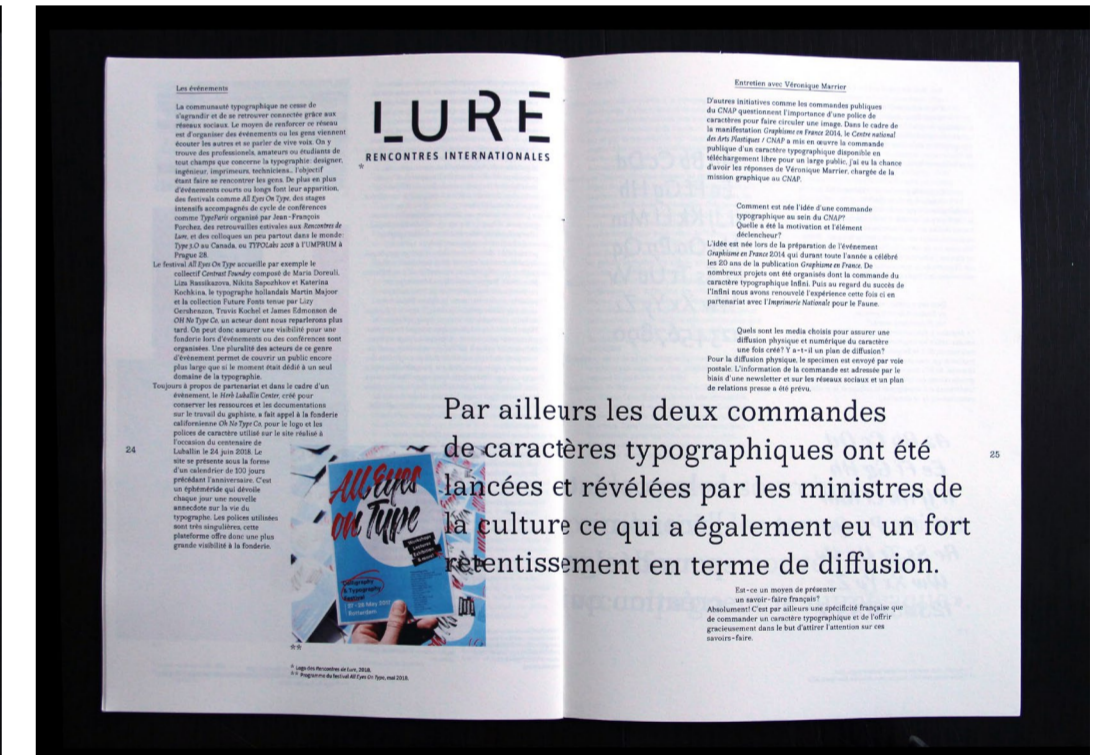 Les événements
La communauté typographique ne cesse de
s'agrandir et de se retrouver connectée grâce aux
réseaux sociaux. Le moyen de renforcer ce réseau
est d'organiser des événements ou les gens viennent
écouter les autres et se parler de vive voix. On y
trouve des professionels, amateurs ou étudiants de
tout champs que concerne la typographie: designer,
ingénieur, imprimeurs, techniciens.. l'objectif
étant faire se rencontrer les gens. De plus en plus
d'événements courts ou longs font leur apparition,
des festivals comme All Eyes On Type, des stages
intensifs accompagnés de cycle de conférences
comme TypeParis organisé par Jean-François
Porchez, des retrouvailles estivales aux Rencontres de
Lure, et des colloques un peu partout dans le monde:
Type 3.0 au Canada, ou TYPOLabs 2018 à l'UMPRUM à
Prague 28.
Le festival All Eyes On Type accueille par exemple le
collectif Contrast Foundry composé de Maria Doreuli,
Liza Rasskazova, Nikita Sapozhkov et Katerina
Kochkina, le typographe hollandais Martin Majoor
et la collection Future Fonts tenue par Lizy
Gershenzon, Travis Kochel et James Edmonson de
OH No Type Co, un acteur dont nous reparlerons plus
tard. On peut donc assurer une visibilité pour une
fonderie lors d'événements ou des conférences sont
organisées. Une pluralité des acteurs de ce genre
d'événement permet de couvrir un public encore
plus large que si le moment était dédié à un seul
domaine de la typographie.
Toujours à propos de partenariat et dans le cadre d'un
événement, le Herb Lubalin Center, créé pour
conserver les ressources et les documentations
sur le travail du gaphiste, a fait appel à la fonderie
californienne Oh No Type Co. pour le logo et les
polices de caractère utilisé sur le site réalisé à
l'occasion du centenaire de
Luballin le 24 juin 2018. Le
site se présente sous la forme
d'un calendrier de 100 jours
précédant l'anniversaire. C'est
un éphéméride qui dévoile
chaque jour une nouvelle
annecdote sur la vie du
typographe. Les polices utilisées
sont très singulières, cette
plateforme offre donc une plus
grande visibilité à la fonderie.
24
LURE
RENCONTRES INTERNATIONALES
*
All Eyes
on Type
Workshops
Lectures
Exhibition
& more!
Calligraphy
& Typography
Festival
Rotterdam
**
* Logo des Rencontres de Lure, 2018.
** Programme du festival All Eyes On Type, mai 2018.
Entretien avec Véronique Marrier
D'autres initiatives comme les commandes publiques
du CNAP questionnent l'importance d'une police de
caractères pour faire circuler une image. Dans le cadre de
la manifestation Graphisme en France 2014, le Centre national
des Arts Plastiques / CNAP a mis en œuvre la commande
publique d'un caractère typographique disponible en
téléchargement libre pour un large public, j'ai eu la chance
d'avoir les réponses de Véronique Marrier, chargée de la
mission graphique au CNAP.
Comment est née l'idée d'une commande
typographique au sein du CNAP?
Quelle a été la motivation et l'élément
déclencheur?
L'idée est née lors de la préparation de l'événement
Graphisme en France 2014 qui durant toute l'année a célébré
les 20 ans de la publication Graphisme en France. De
nombreux projets ont été organisés dont la commande du
caractère typographique Infini. Puis au regard du succès de
l'Infini nous avons renouvelé l'expérience cette fois ci en
partenariat avec l'Imprimerie Nationale pour le Faune.
Quels sont les media choisis pour assurer une
diffusion physique et numérique du caractère
une fois créé? Y a-t-il un plan de diffusion?
Pour la diffusion physique, le specimen est envoyé par voie
postale. L'information de la commande est adressée par le
biais d'une newsletter et sur les réseaux sociaux et un plan
de relations presse a été prévu.
Par ailleurs les deux commandes
de caractères typographiques ont été
lancées et révélées par les ministres de
la culture ce qui a également eu un fort
retentissement en terme de diffusion.
25
Est-ce un moyen de présenter
un savoir-faire français?
Absolument! C'est par ailleurs une spécificité française que
de commander un caractère typographique et de l'offrir
gracieusement dans le but d'attirer l'attention sur ces
savoirs-faire.